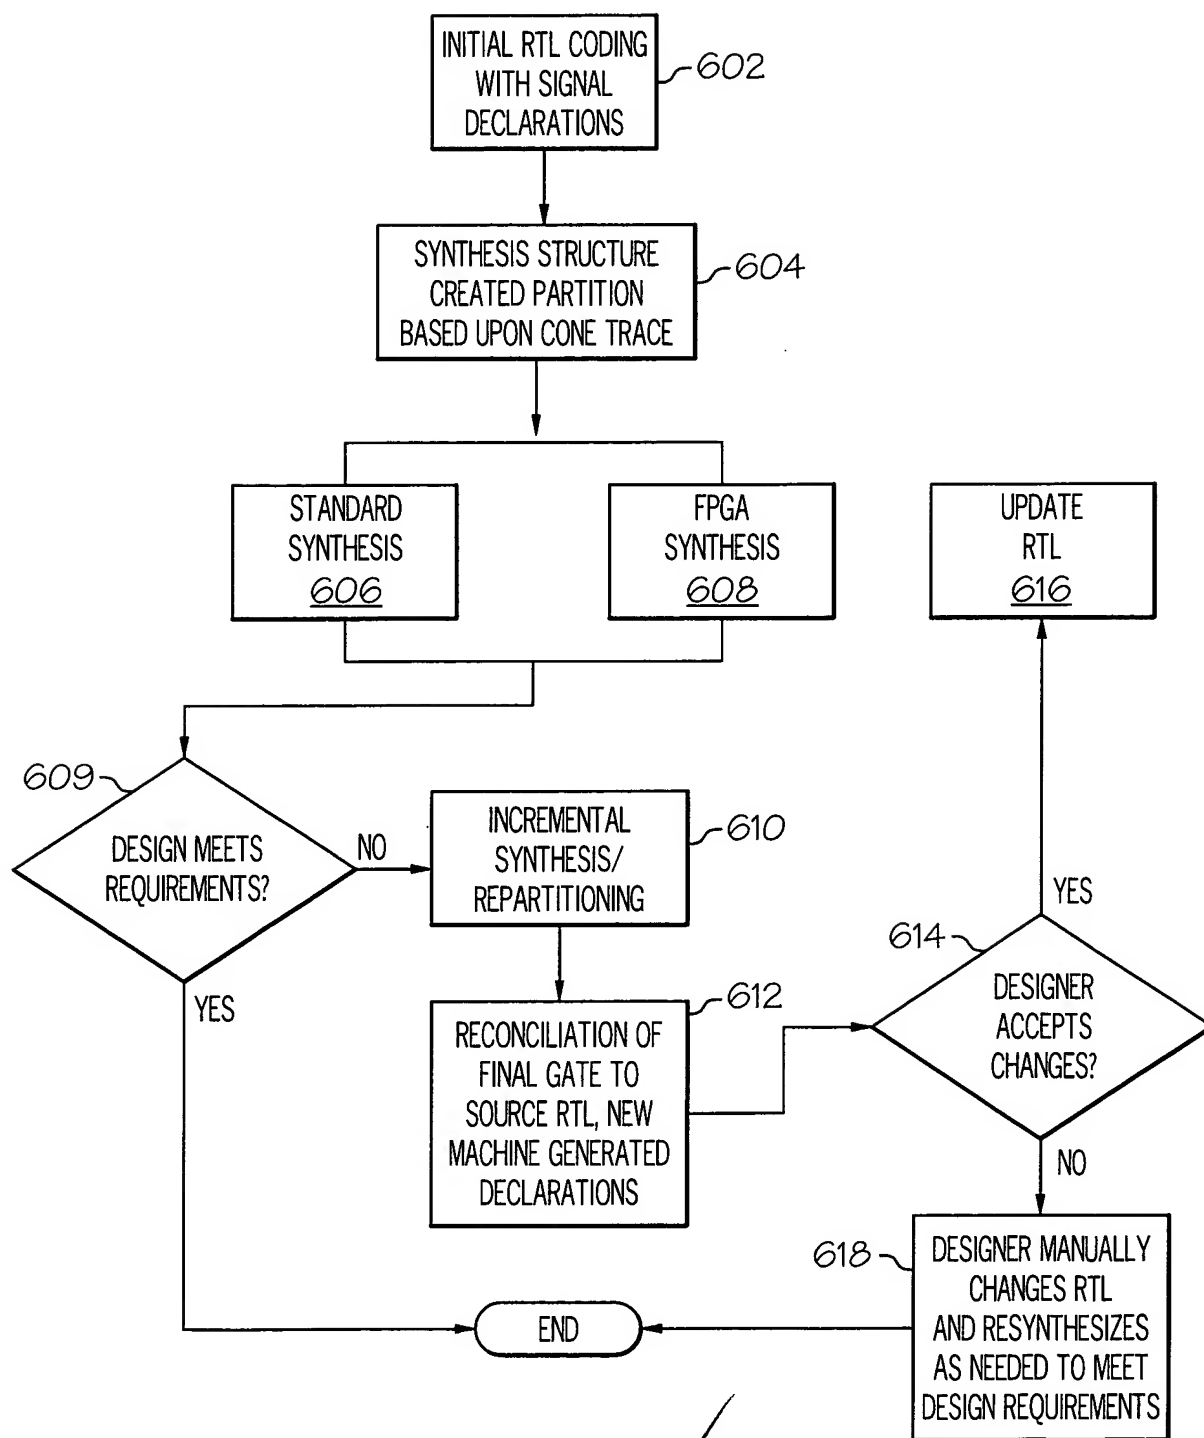 INITIAL RTL CODING
WITH SIGNAL
DECLARATIONS
602
SYNTHESIS STRUCTURE
CREATED PARTITION
BASED UPON CONE TRACE
604
STANDARD
SYNTHESIS
606
FPGA
SYNTHESIS
608
UPDATE
RTL
616
609
DESIGN MEETS
REQUIREMENTS?
NO
YES
INCREMENTAL
SYNTHESIS/
REPARTITIONING
610
RECONCILIATION OF
FINAL GATE TO
SOURCE RTL, NEW
MACHINE GENERATED
DECLARATIONS
612
614
DESIGNER
ACCEPTS
CHANGES?
YES
NO
618
DESIGNER MANUALLY
CHANGES RTL
AND RESYNTHESIZES
AS NEEDED TO MEET
DESIGN REQUIREMENTS
END